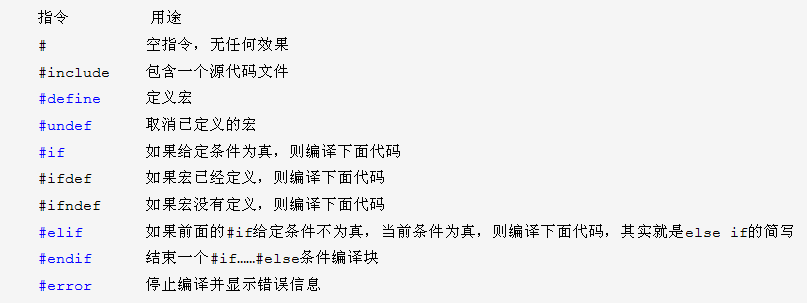 指令 用途
# 空指令，无任何效果
#include 包含一个源代码文件
#define 定义宏
#undef 取消已定义的宏
#if 如果给定条件为真，则编译下面代码
#ifdef 如果宏已经定义，则编译下面代码
#ifndef 如果宏没有定义，则编译下面代码
#elif 如果前面的#if给定条件不为真，当前条件为真，则编译下面代码，其实就是else if的简写
#endif 结束一个#if……#else条件编译块
#error 停止编译并显示错误信息